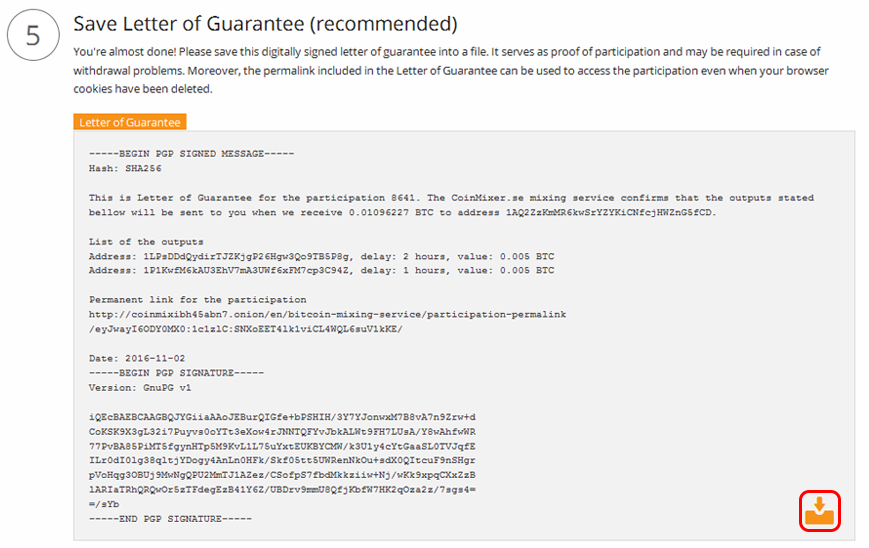 5
Save Letter of Guarantee (recommended)
You're almost done! Please save this digitally signed letter of guarantee into a file. It serves as proof of participation and may be required in case of
withdrawal problems. Moreover, the permalink included in the Letter of Guarantee can be used to access the participation even when your browser
cookies have been deleted.
Letter of Guarantee
-----BEGIN PGP SIGNED MESSAGE-----
Hash: SHA256
This is Letter of Guarantee for the participation 8641. The CoinMixer.se mixing service confirms that the outputs stated
bellow will be sent to you when we receive 0.01096227 BTC to address 1AQ2ZzKmMR6kwSrYZYKiCNfcjHWZnG5fCD.
List of the outputs
Address: 1LPsDDdQydirTJZKjgP26Hgw3Qo9TB5P8g, delay: 2 hours, value: 0.005 BTC
Address: 1P1KwfM6kAU3EhV7mA3UWf6xFM7cp3C94Z, delay: 1 hours, value: 0.005 BTC
Permanent link for the participation
http://coinmixibh45abn7.onion/en/bitcoin-mixing-service/participation-permalink
/eyJwayI6ODY0MX0:1c1zlC:SNXoEET4lk1viCL4WQL6suV1kKE/
Date: 2016-11-02
-----BEGIN PGP SIGNATURE-----
Version: GnuPG v1
iQEcBAEBCAAGBQJYGiiaAAoJEBurQIGfe+bPSHIH/3Y7YJonwxM7B8vA7n9Zrw+d
CoKSK9X3gL32i7Puyvs0oYTt3eXow4rJNNTQFYvJbkALWt9FH7LUsA/Y8wAhfwWR
77PvBA85PiMT5fgynHTp5M9KvL1L75uYxtEUKBYCMW/k3U1y4cYtGaaSL0TVJqfE
ILr0dI0lg38qltjYDogy4AnLn0HFk/Skf05tt5UWRenNkOu+sdX0QItcuF9nSHgr
pVoHqg3OBUj9MwNgQPU2MmTJ1AZez/CSofpS7fbdMkkziiw+Nj/wKk9xpqCXxZzB
lARIaTRhQRQwOr5zTFdegEzB41Y6Z/UBDrv9mmU8QfjKbfW7HK2qOza2z/7sgs4=
=/sYb
-----END PGP SIGNATURE-----